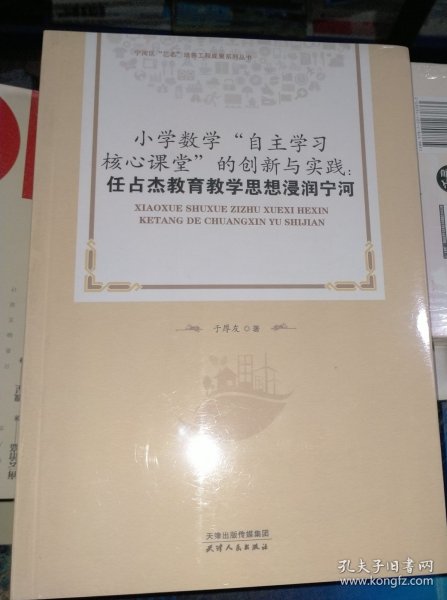 宁河区“三名”培养工程成果系列丛书
小学数学“自主学习
核心课堂”的创新与实践：
任占杰教育教学思想浸润宁河
XIAOXUE SHUXUE ZIZHU XUEXI HEXIN
KETANG DE CHUANGXIN YU SHIJIAN
于厚友 ◎ 著
天津出版传媒集团
天津人民出版社
孔夫子旧书网
www.kongfz.com